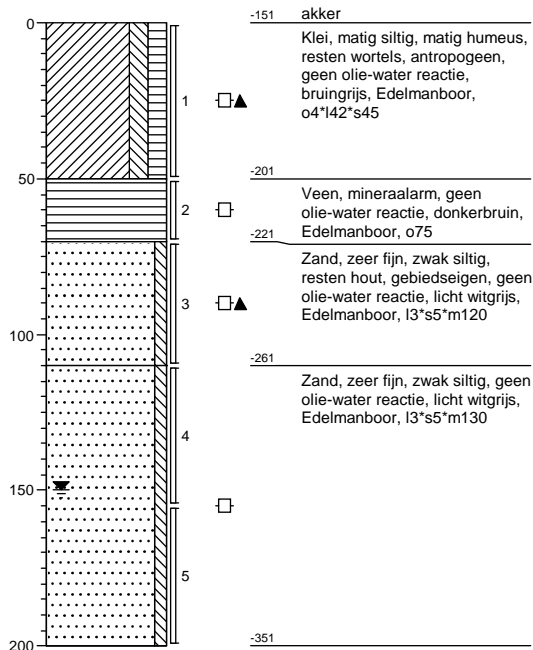 -151 akker
0
Klei, matig siltig, matig humeus,
resten wortels, antropogeen,
geen olie-water reactie,
bruingrijs, Edelmanboor,
o4*l42*s45
1
50
-201
Veen, mineraalarm, geen
olie-water reactie, donkerbruin,
Edelmanboor, o75
2
-221
Zand, zeer fijn, zwak siltig,
resten hout, gebiedseigen, geen
olie-water reactie, licht witgrijs,
Edelmanboor, l3*s5*m120
3
100
-261
Zand, zeer fijn, zwak siltig, geen
olie-water reactie, licht witgrijs,
Edelmanboor, l3*s5*m130
4
150
5
200
-351